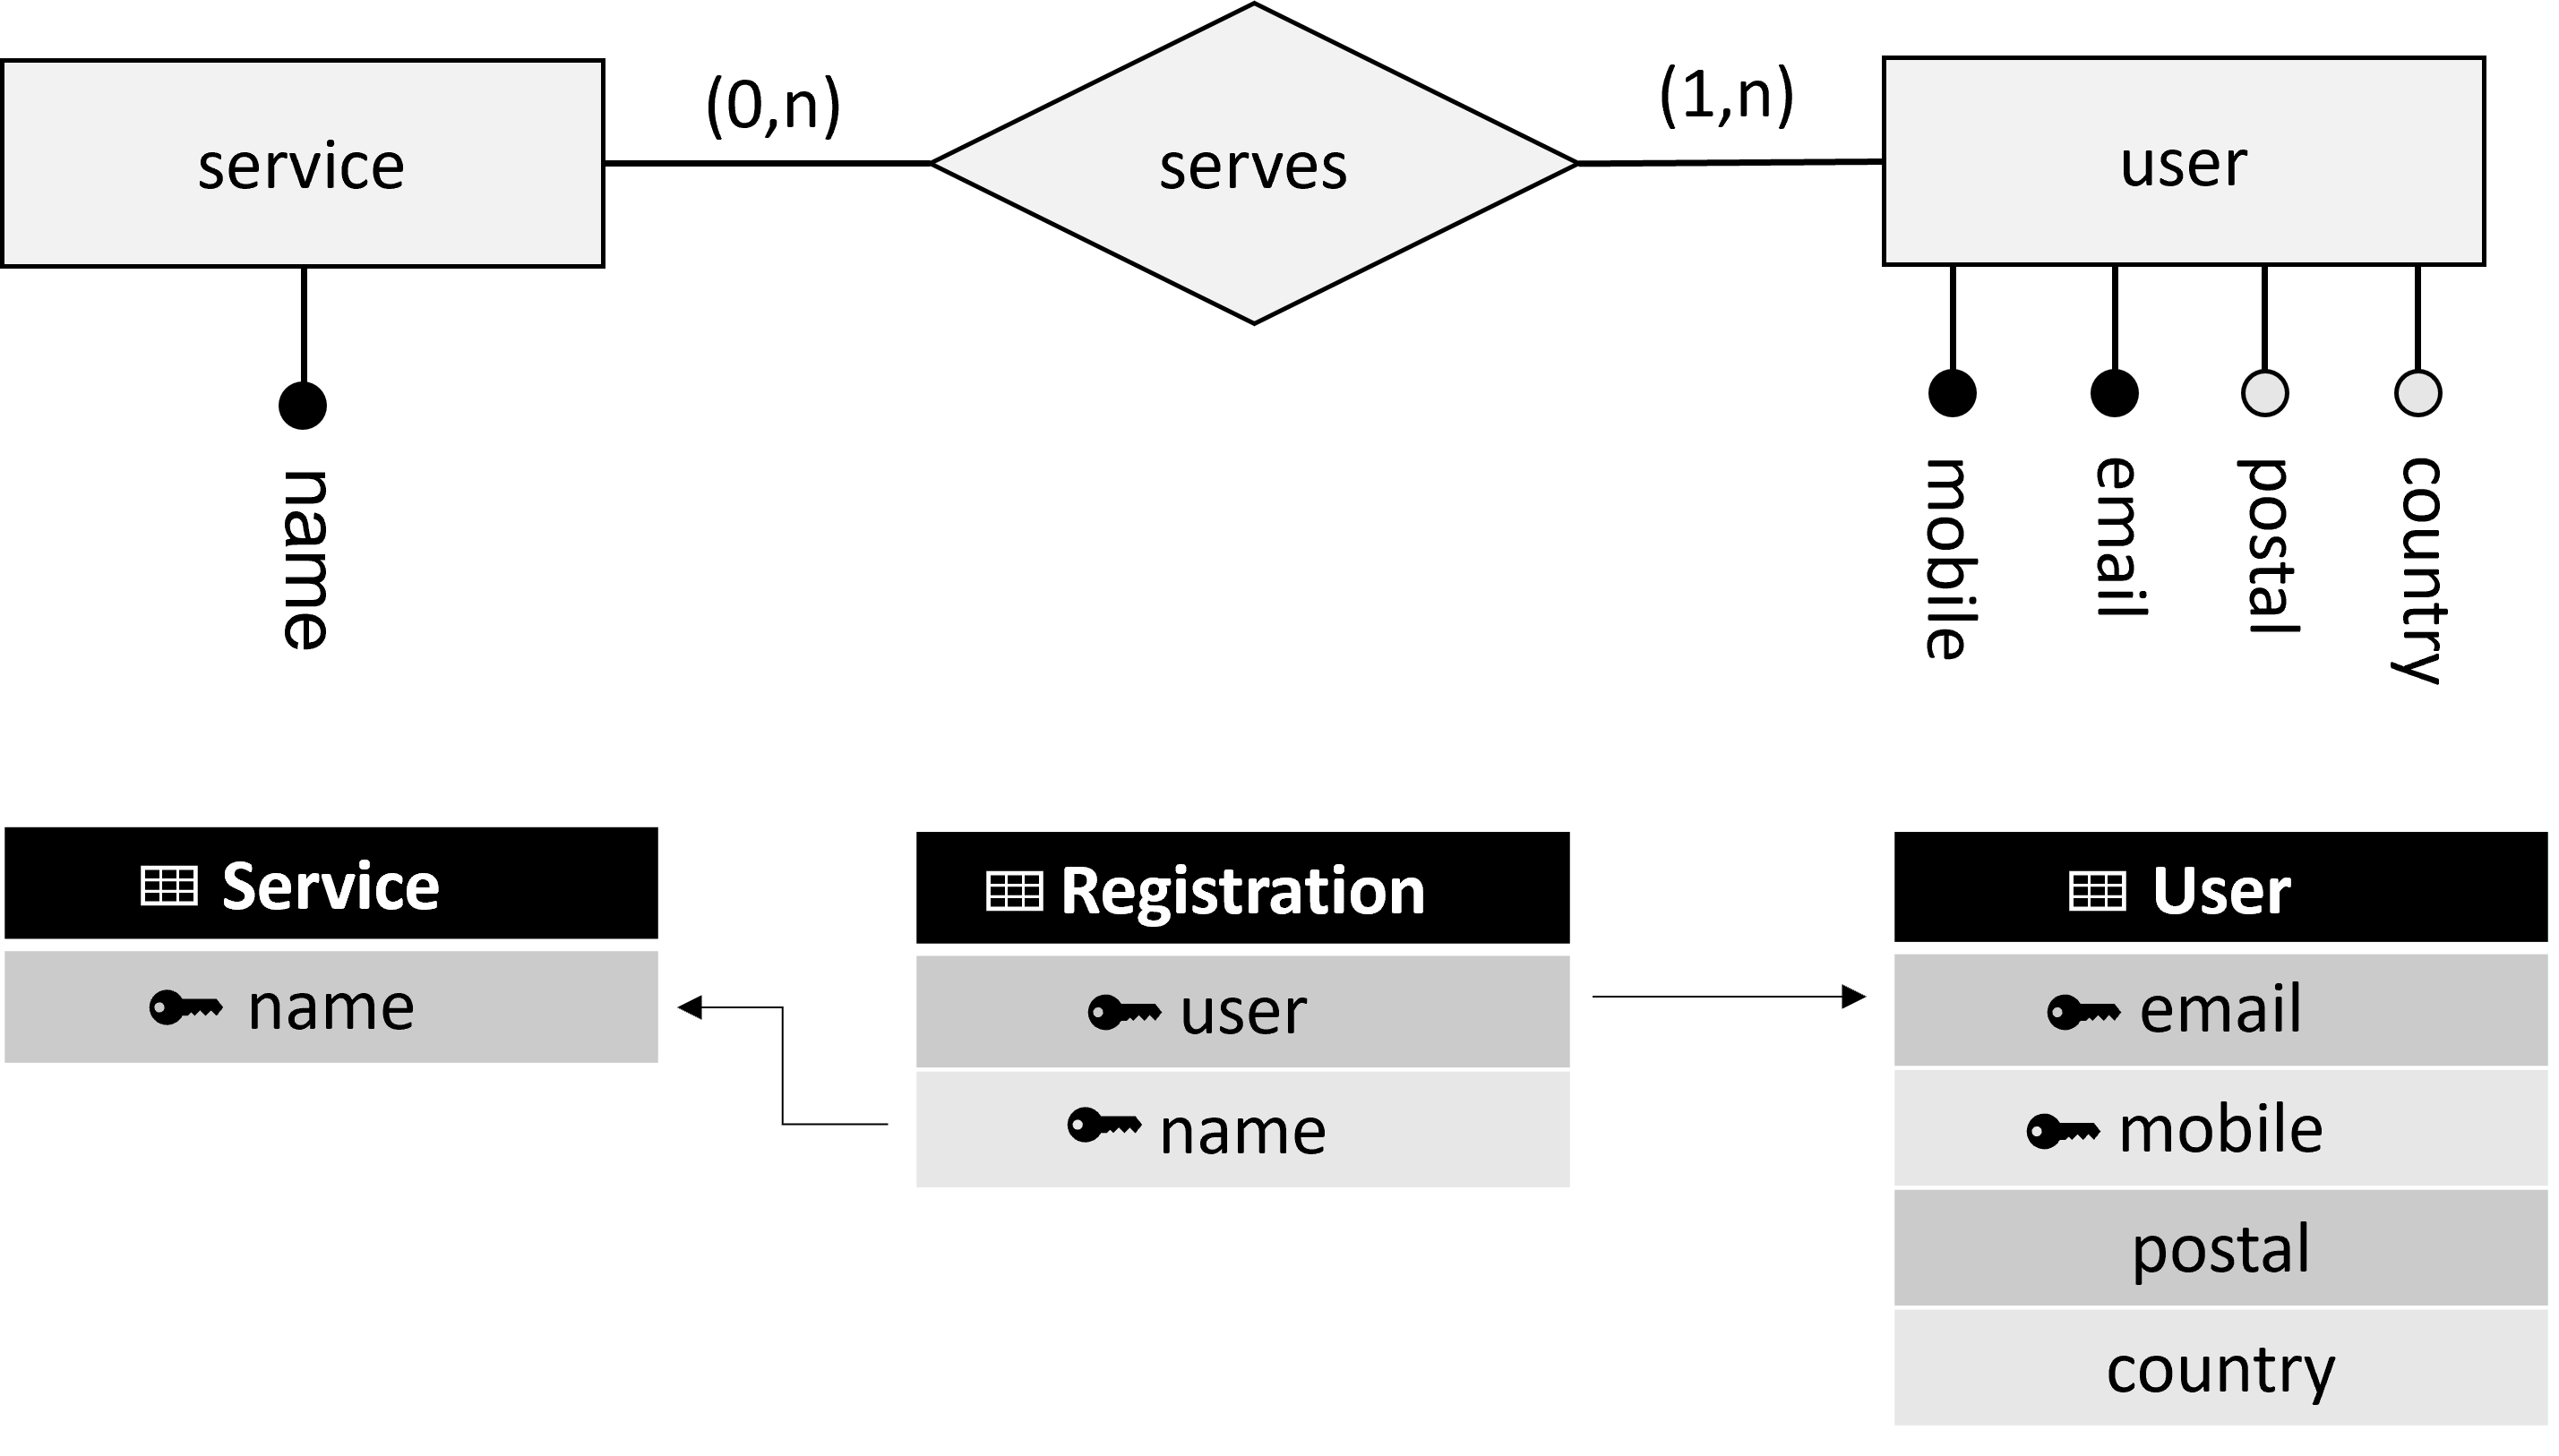 service
(0,n)
serves
(1,n)
user
name
mobile
email
postal
country
Service
name
Registration
user
name
User
email
mobile
postal
country